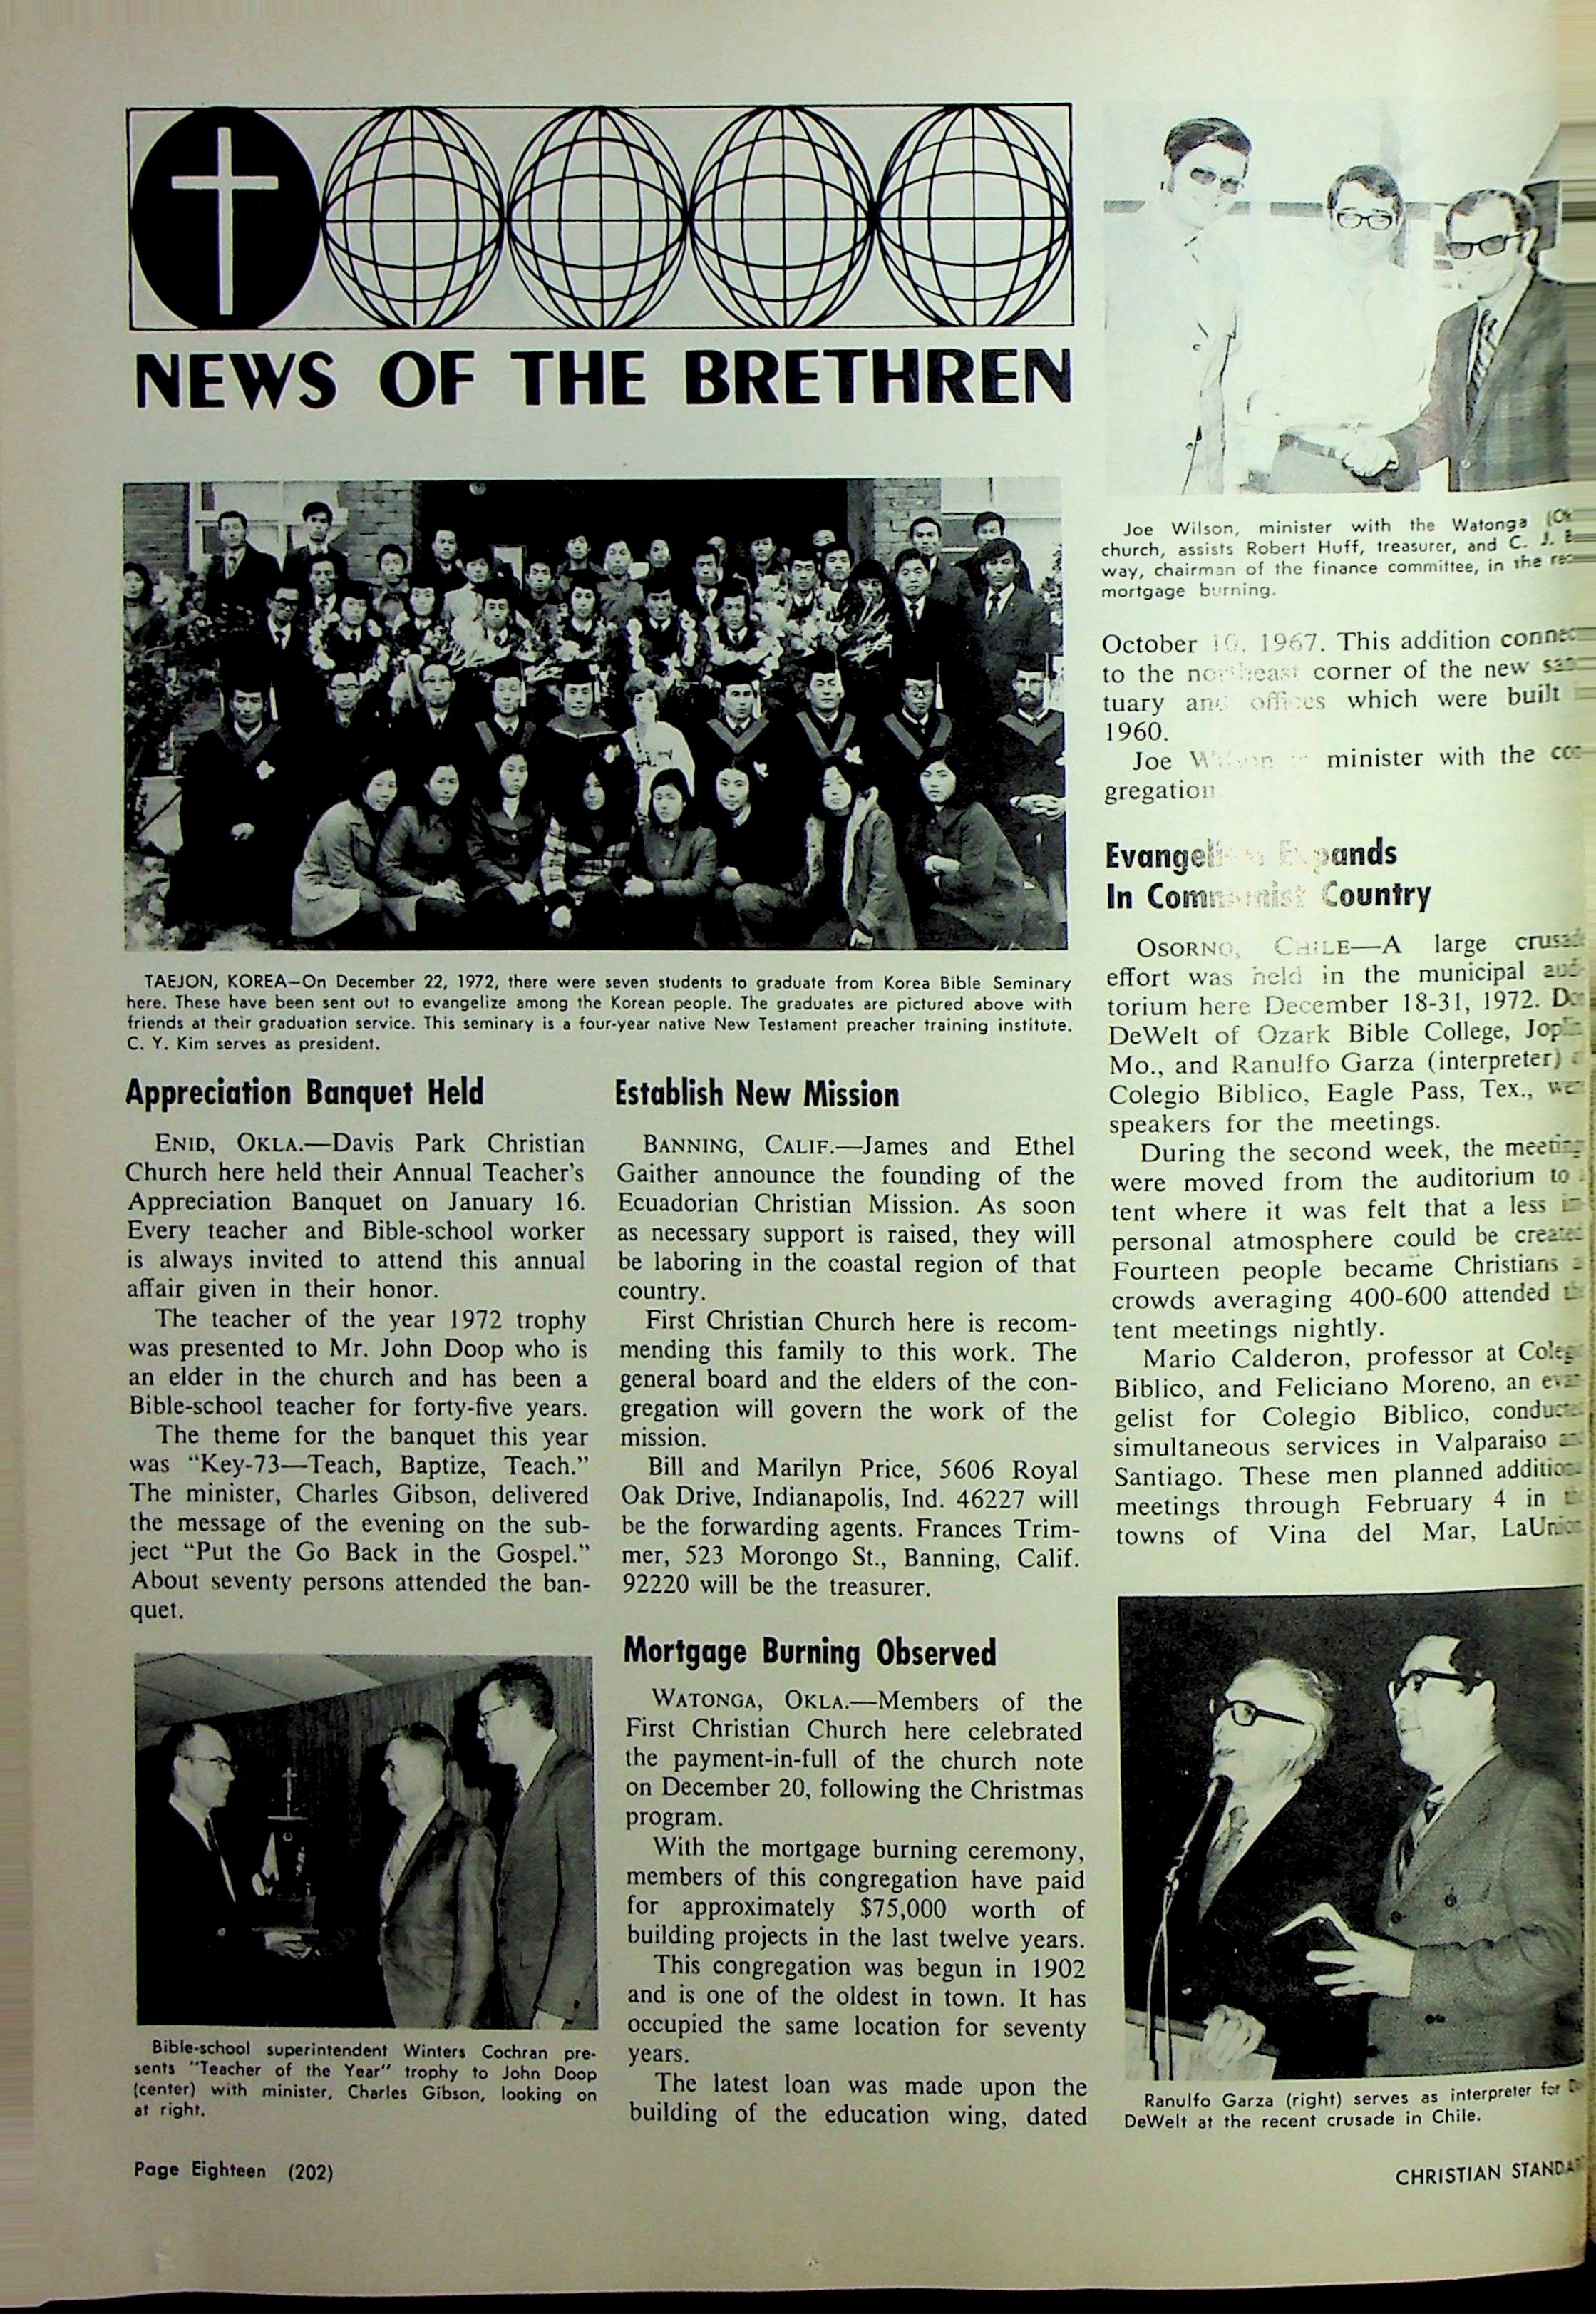 NEWS OF THE BRETHREN
TAEJON, KOREA—On December 22, 1972, there were seven students to graduate from Korea Bible Seminary
here. These have been sent out to evangelize among the Korean people. The graduates are pictured above with
friends at their graduation service. This seminary is a four-year native New Testament preacher training institute.
C. Y. Kim serves as president.
Appreciation Banquet Held
ENID, OKLA.—Davis Park Christian
Church here held their Annual Teacher's
Appreciation Banquet on January 16.
Every teacher and Bible-school worker
is always invited to attend this annual
affair given in their honor.
The teacher of the year 1972 trophy
was presented to Mr. John Doop who is
an elder in the church and has been a
Bible-school teacher for forty-five years.
The theme for the banquet this year
was "Key-73—Teach, Baptize, Teach."
The minister, Charles Gibson, delivered
the message of the evening on the sub-
ject "Put the Go Back in the Gospel."
About seventy persons attended the ban-
quet.
Bible-school superintendent Winters Cochran pre-
sents "Teacher of the Year" trophy to John Doop
(center) with minister, Charles Gibson, looking on
at right.
Establish New Mission
BANNING, CALIF.—James and Ethel
Gaither announce the founding of the
Ecuadorian Christian Mission. As soon
as necessary support is raised, they will
be laboring in the coastal region of that
country.
First Christian Church here is recom-
mending this family to this work. The
general board and the elders of the con-
gregation will govern the work of the
mission.
Bill and Marilyn Price, 5606 Royal
Oak Drive, Indianapolis, Ind. 46227 will
be the forwarding agents. Frances Trim-
mer, 523 Morongo St., Banning, Calif.
92220 will be the treasurer.
Mortgage Burning Observed
WATONGA, OKLA.—Members of the
First Christian Church here celebrated
the payment-in-full of the church note
on December 20, following the Christmas
program.
With the mortgage burning ceremony,
members of this congregation have paid
for approximately $75,000 worth of
building projects in the last twelve years.
This congregation was begun in 1902
and is one of the oldest in town. It has
occupied the same location for seventy
years.
The latest loan was made upon the
building of the education wing, dated
Joe Wilson, minister with the Watonga
church, assists Robert Huff, treasurer, and C. J.
way, chairman of the finance committee, in the
mortgage burning.
October 10, 1967. This addition
to the northeast corner of the new
tuary and offices which were built
1960.
Joe Wilson is minister with the
gregation
Evangelism Expands
In Communist Country
OSORNO, CHILE—A large
effort was held in the municipal
torium here December 18-31, 1972.
DeWelt of Ozark Bible College,
Mo., and Ranulfo Garza (interpreter)
Colegio Biblico, Eagle Pass, Tex.,
speakers for the meetings.
During the second week, the
were moved from the auditorium to
tent where it was felt that a less
personal atmosphere could be
Fourteen people became Christians
crowds averaging 400-600 attended
tent meetings nightly.
Mario Calderon, professor at
Biblico, and Feliciano Moreno, an
gelist for Colegio Biblico,
simultaneous services in Valparaiso
Santiago. These men planned
meetings through February 4 in
towns of Vina del Mar,
Ranulfo Garza (right) serves as interpreter for
DeWelt at the recent crusade in Chile.
Page Eighteen (202)
CHRISTIAN